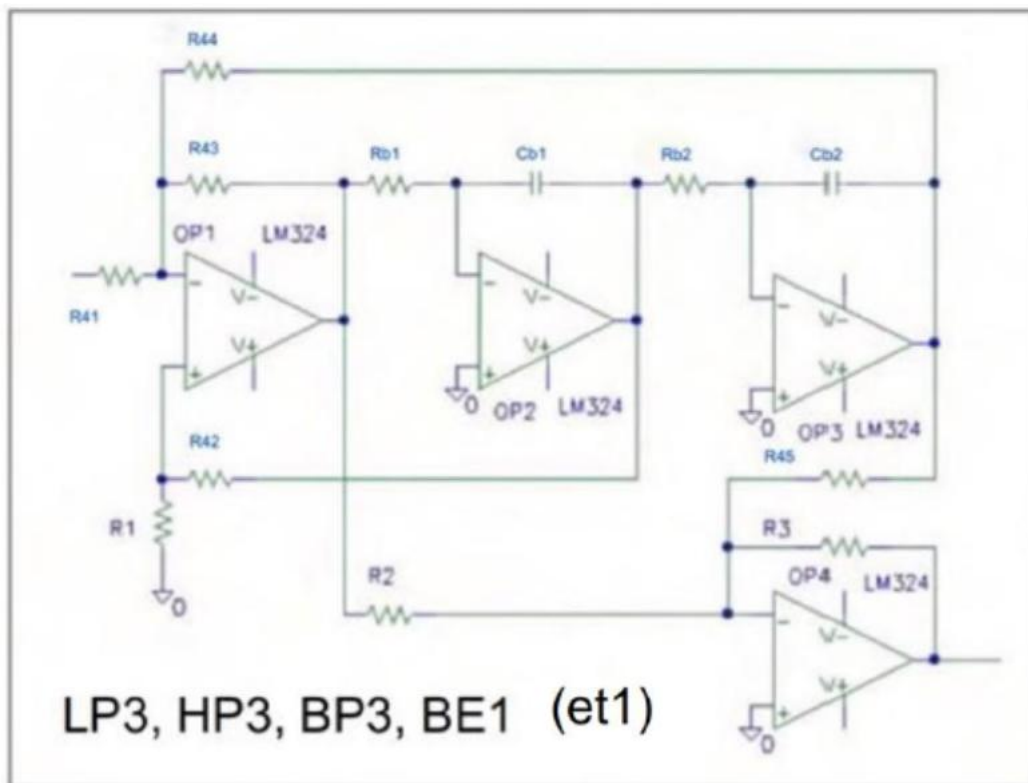 R44
R43
Rb1
Cb1
Rb2
Cb2
OP1 LM324
R41
-
V-
V+
+
-
V-
V+
+
0
OP2 LM324
-
V-
V+
+
0
OP3 LM324
R42
R45
R1
0
R3
R2
OP4 LM324
-
V-
V+
+
0
LP3, HP3, BP3, BE1 (et1)